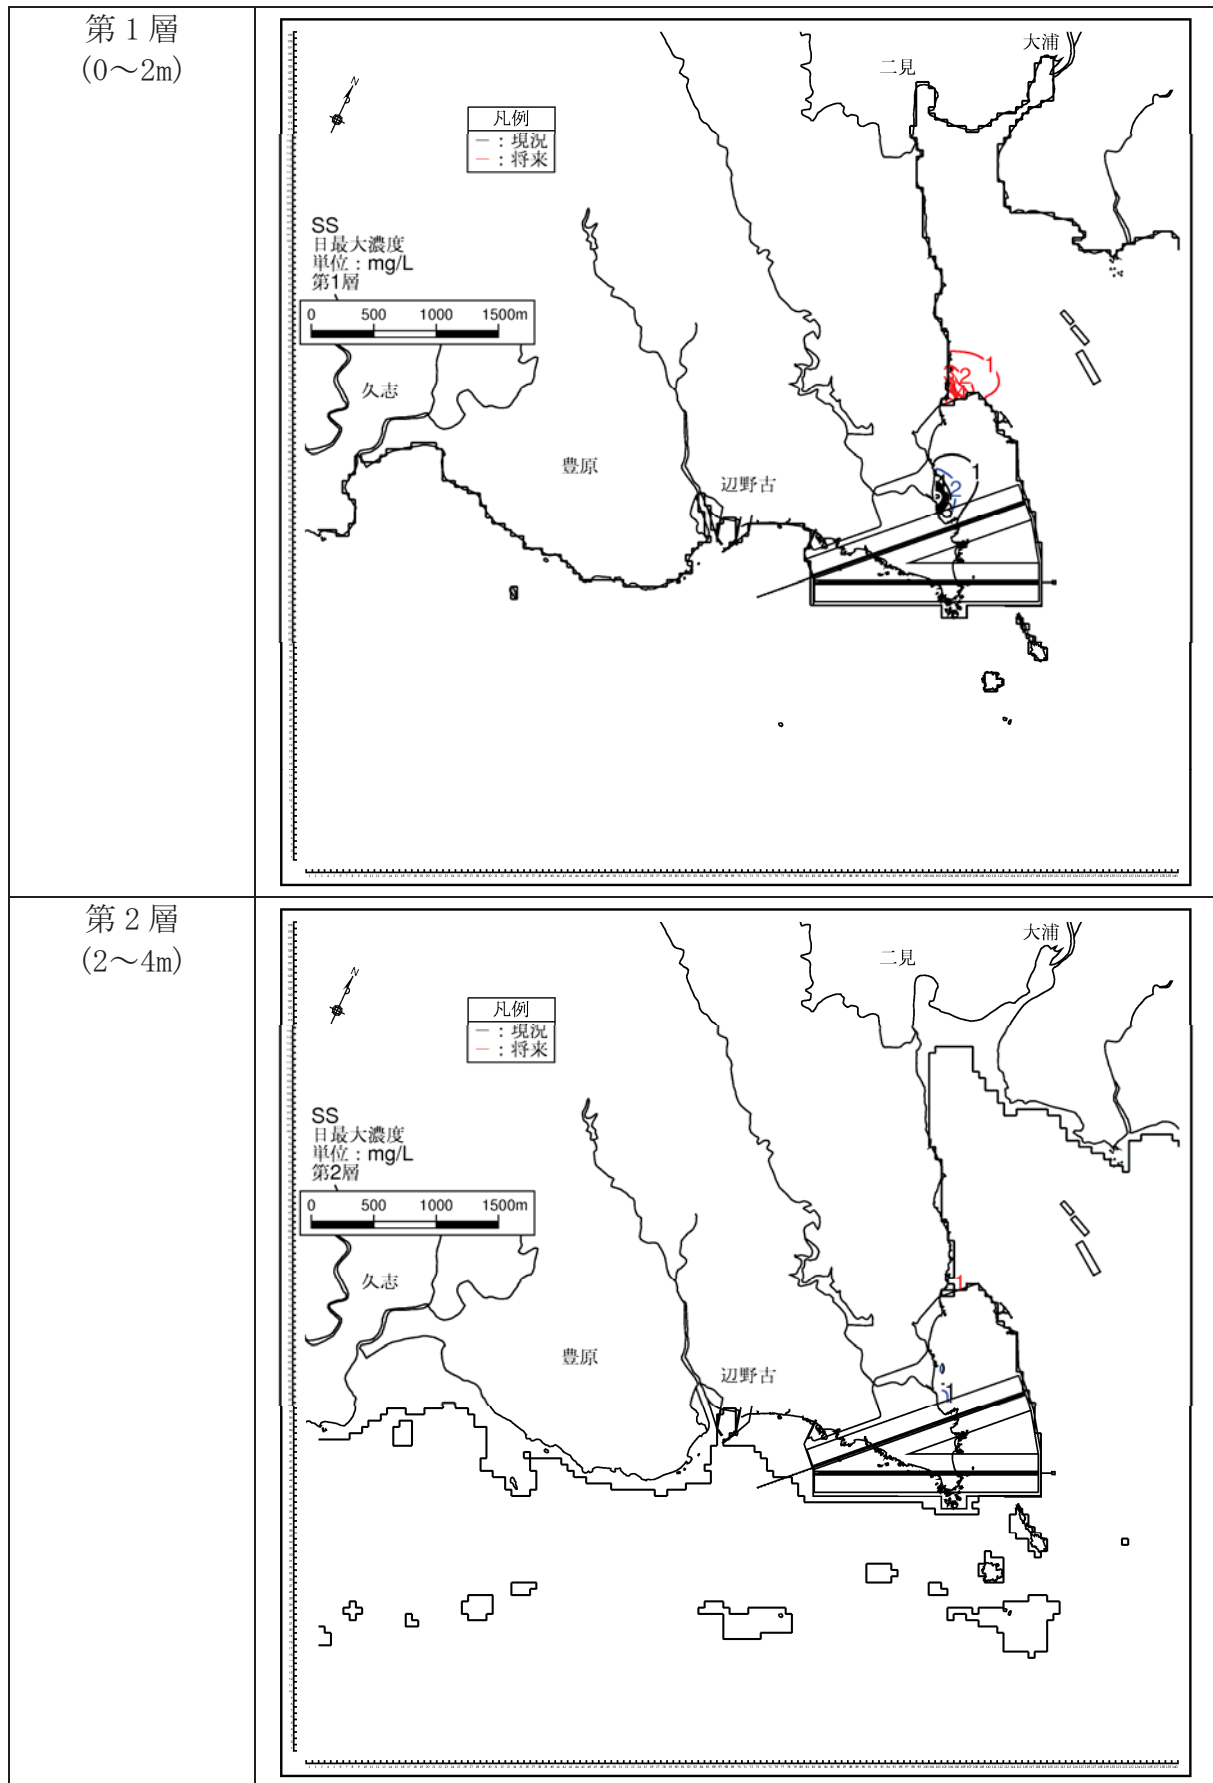 第１層
(0～2m)
大浦
二見
N
凡例
－：現況
－：将来
SS
日最大濃度
単位：mg/L
第1層
0 500 1000 1500m
1
2
久志
豊原
1
2
辺野古
第２層
(2～4m)
大浦
二見
N
凡例
－：現況
－：将来
SS
日最大濃度
単位：mg/L
第2層
0 500 1000 1500m
久志
1
豊原
辺野古
1